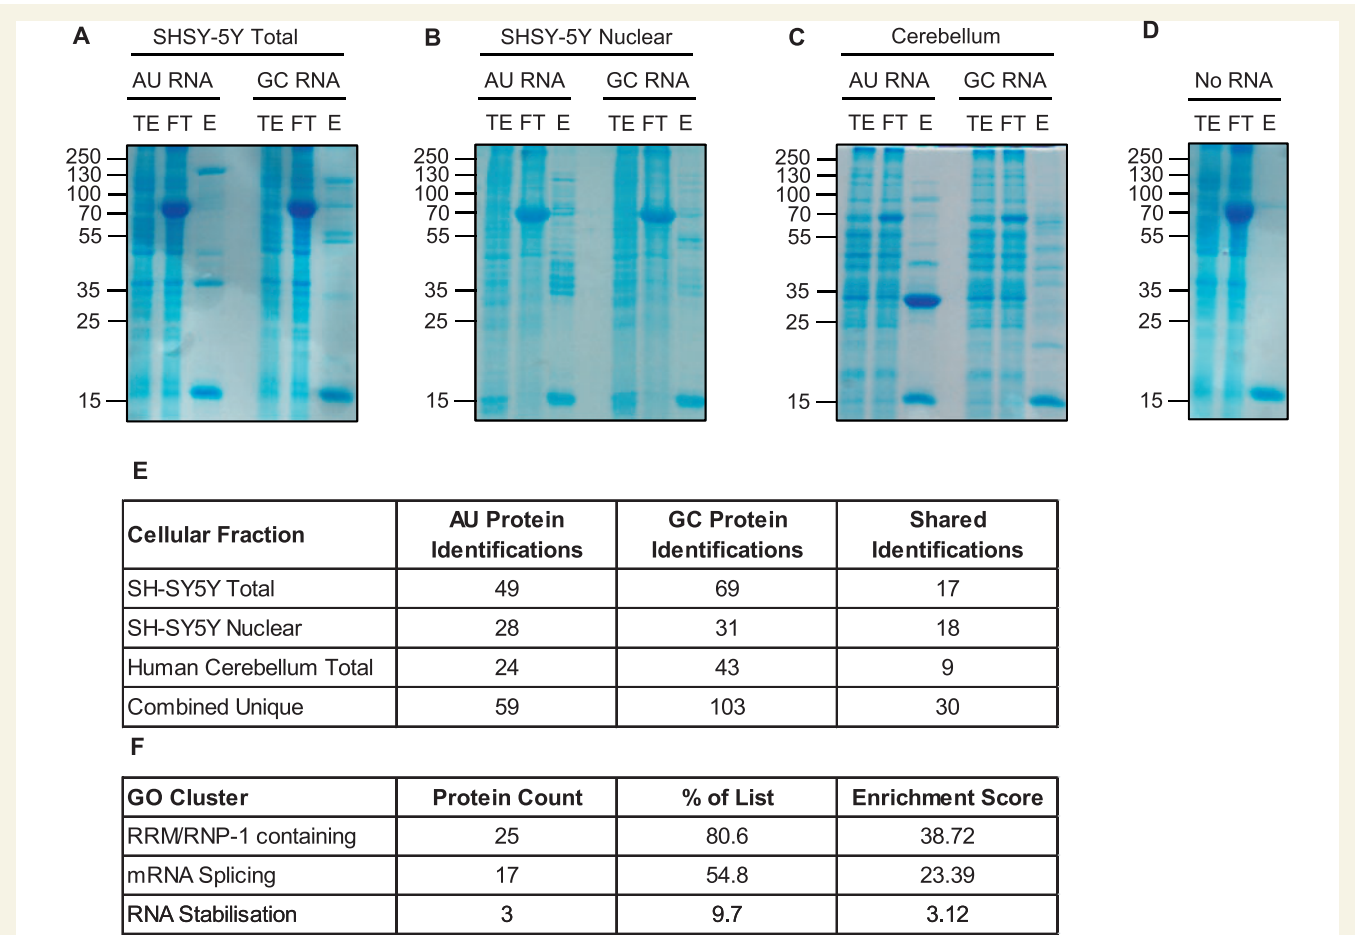 A
SHSY-5Y Total
AU RNA GC RNA
TE FT E TE FT E
250
130
100
70
55
35
25
15
B
SHSY-5Y Nuclear
AU RNA GC RNA
TE FT E TE FT E
250
130
100
70
55
35
25
15
C
Cerebellum
AU RNA GC RNA
TE FT E TE FT E
250
130
100
70
55
35
25
15
D
No RNA
TE FT E
250
130
100
70
55
35
25
15
E
Cellular Fraction AU Protein Identifications GC Protein Identifications Shared Identifications
SH-SY5Y Total 49 69 17
SH-SY5Y Nuclear 28 31 18
Human Cerebellum Total 24 43 9
Combined Unique 59 103 30
F
GO Cluster Protein Count % of List Enrichment Score
RRM/RNP-1 containing 25 80.6 38.72
mRNA Splicing 17 54.8 23.39
RNA Stabilisation 3 9.7 3.12